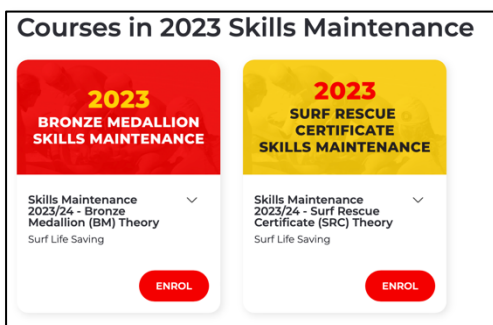 Courses in 2023 Skills Maintenance
2023
BRONZE MEDALLION
SKILLS MAINTENANCE
Skills Maintenance
2023/24 - Bronze
Medallion (BM) Theory
Surf Life Saving
ENROL
2023
SURF RESCUE
CERTIFICATE
SKILLS MAINTENANCE
Skills Maintenance
2023/24 - Surf Rescue
Certificate (SRC) Theory
Surf Life Saving
ENROL